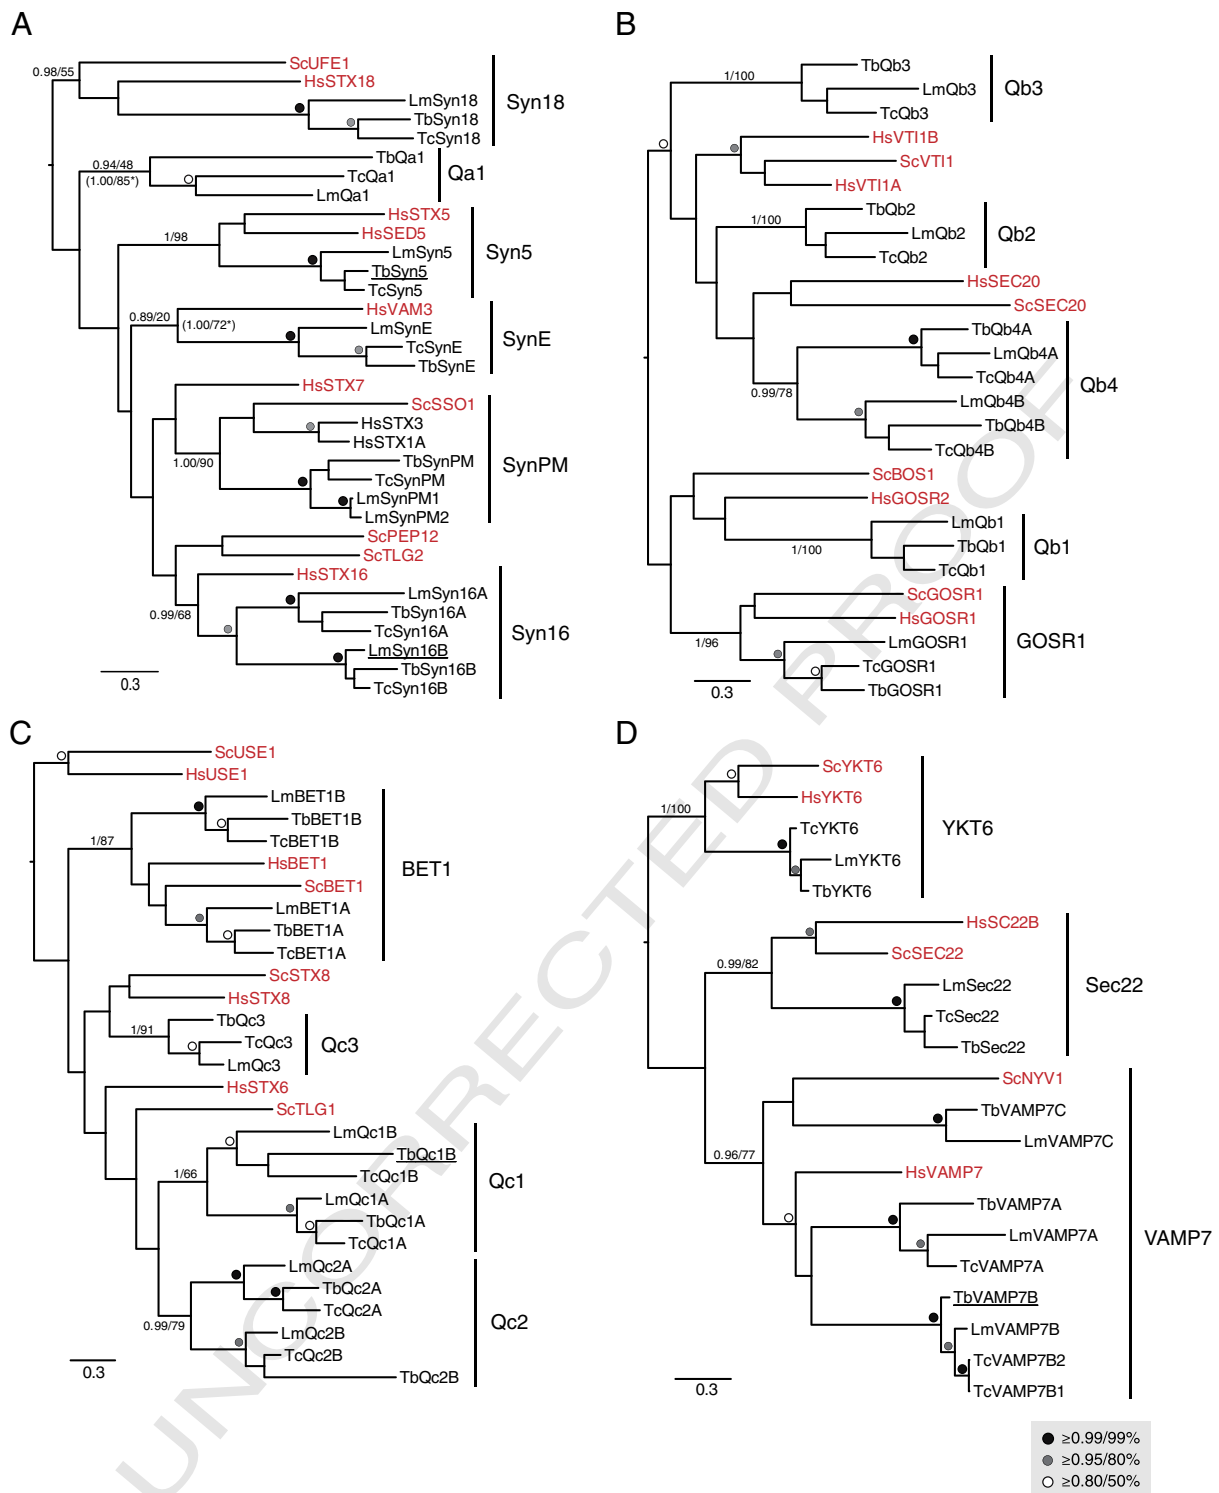 A
0.98/55
ScUFE1
HsSTX18
LmSyn18
TbSyn18
TcSyn18
Syn18
0.94/48
(1.00/85*)
TbQa1
TcQa1
LmQa1
Qa1
1/98
HsSTX5
HsSED5
LmSyn5
TbSyn5
TcSyn5
Syn5
0.89/20
(1.00/72*)
HsVAM3
LmSynE
TcSynE
TbSynE
SynE
HsSTX7
ScSSO1
HsSTX3
HsSTX1A
1.00/90
TbSynPM
TcSynPM
LmSynPM1
LmSynPM2
SynPM
ScPEP12
ScTLG2
HsSTX16
0.99/68
LmSyn16A
TbSyn16A
TcSyn16A
LmSyn16B
TbSyn16B
TcSyn16B
Syn16
0.3
B
1/100
TbQb3
LmQb3
TcQb3
Qb3
HsVTI1B
ScVTI1
HsVTI1A
1/100
TbQb2
LmQb2
TcQb2
Qb2
HsSEC20
ScSEC20
TbQb4A
LmQb4A
TcQb4A
0.99/78
LmQb4B
TbQb4B
TcQb4B
Qb4
ScBOS1
HsGOSR2
LmQb1
1/100
TbQb1
TcQb1
Qb1
ScGOSR1
HsGOSR1
1/96
LmGOSR1
TcGOSR1
TbGOSR1
GOSR1
0.3
C
ScUSE1
HsUSE1
LmBET1B
TbBET1B
1/87
TcBET1B
HsBET1
ScBET1
LmBET1A
TbBET1A
TcBET1A
BET1
ScSTX8
HsSTX8
1/91
TbQc3
TcQc3
LmQc3
Qc3
HsSTX6
ScTLG1
LmQc1B
TbQc1B
1/66
TcQc1B
LmQc1A
TbQc1A
TcQc1A
Qc1
LmQc2A
TbQc2A
TcQc2A
0.99/79
LmQc2B
TcQc2B
TbQc2B
Qc2
0.3
D
ScYKT6
HsYKT6
1/100
TcYKT6
LmYKT6
TbYKT6
YKT6
HsSC22B
ScSEC22
0.99/82
LmSec22
TcSec22
TbSec22
Sec22
ScNYV1
TbVAMP7C
LmVAMP7C
0.96/77
HsVAMP7
TbVAMP7A
LmVAMP7A
TcVAMP7A
TbVAMP7B
LmVAMP7B
TcVAMP7B2
TcVAMP7B1
VAMP7
0.3
≥0.99/99%
≥0.95/80%
≥0.80/50%
UNCORRECTED PROOF